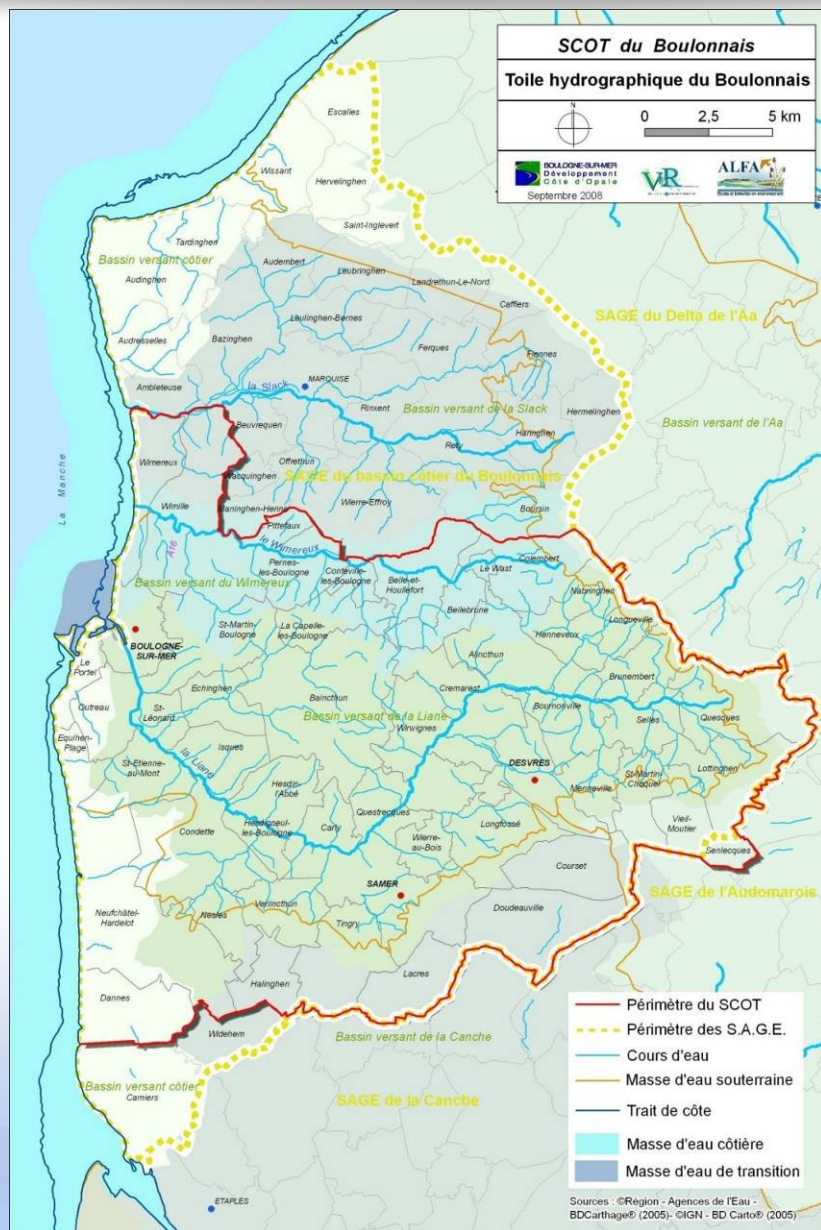 SCOT du Boulonnais
Toile hydrographique du Boulonnais
N
0 2,5 5 km
BOULOGNE-SUR-MER
Développement
Côte d'Opale
ALFA
Septembre 2008
Escalles
Wissant
Hervelinghen
Saint-Inglevert
Tardinghen
Bassin versant côtier
Audinghen
Audembert
Leubringhen
Landrethun-Le-Nord
Caffiers
SAGE du Delta de l'Aa
Audresselles
Bazinghen
Leulinghen-Bernes
Ferques
Fiennes
Ambleteuse
la Slack
MARQUISE
Rinxent
Bassin versant de la Slack
Hermelinghen
Bassin versant de l'Aa
Beuvrequen
Rety
Hardinghen
Wimereux
Offrethun
Wacquinghen
SAGE du bassin côtier du Boulonnais
La Manche
Wierre-Effroy
Wimille
Maninghen-Henne
Boursin
Pittefaux
A16
le Wimereux
Pernes-les-Boulogne
Conteville-les-Boulogne
Colembert
Le Wast
Bassin versant du Wimereux
Belle-et-Houllefort
Nabringhen
Bellebrune
Longueville
St-Martin-Boulogne
La Capelle-les-Boulogne
Henneveux
BOULOGNE-SUR-MER
Alincthun
Le Portel
Brunembert
Echinghen
Cremarest
Baincthun
Outreau
St-Léonard
Bassin versant de la Liane
Bournonville
Selles
Quesques
Wirwignes
Equihen-Plage
Isques
la Liane
St-Etienne-au-Mont
DESVRES
Lottinghen
St-Martin-Choquel
Menneville
Hesdin-l'Abbé
Questrecques
Condette
Hesdigneul-les-Boulogne
Carly
Longfossé
Wierre-au-Bois
Vieil-Moutier
Senlecques
Courset
SAMER
SAGE de l'Audomarois
Verlincthun
Doudeauville
Neufchâtel-Hardelot
Nesles
Tingry
Lacres
Halinghen
Dannes
Widehem
Bassin versant de la Canche
Bassin versant côtier
Camiers
SAGE de la Canche
ETAPLES
Périmètre du SCOT
Périmètre des S.A.G.E.
Cours d'eau
Masse d'eau souterraine
Trait de côte
Masse d'eau côtière
Masse d'eau de transition
Sources : ©Région - Agences de l'Eau -
BDCarthage® (2005)- ©IGN - BD Carto® (2005)